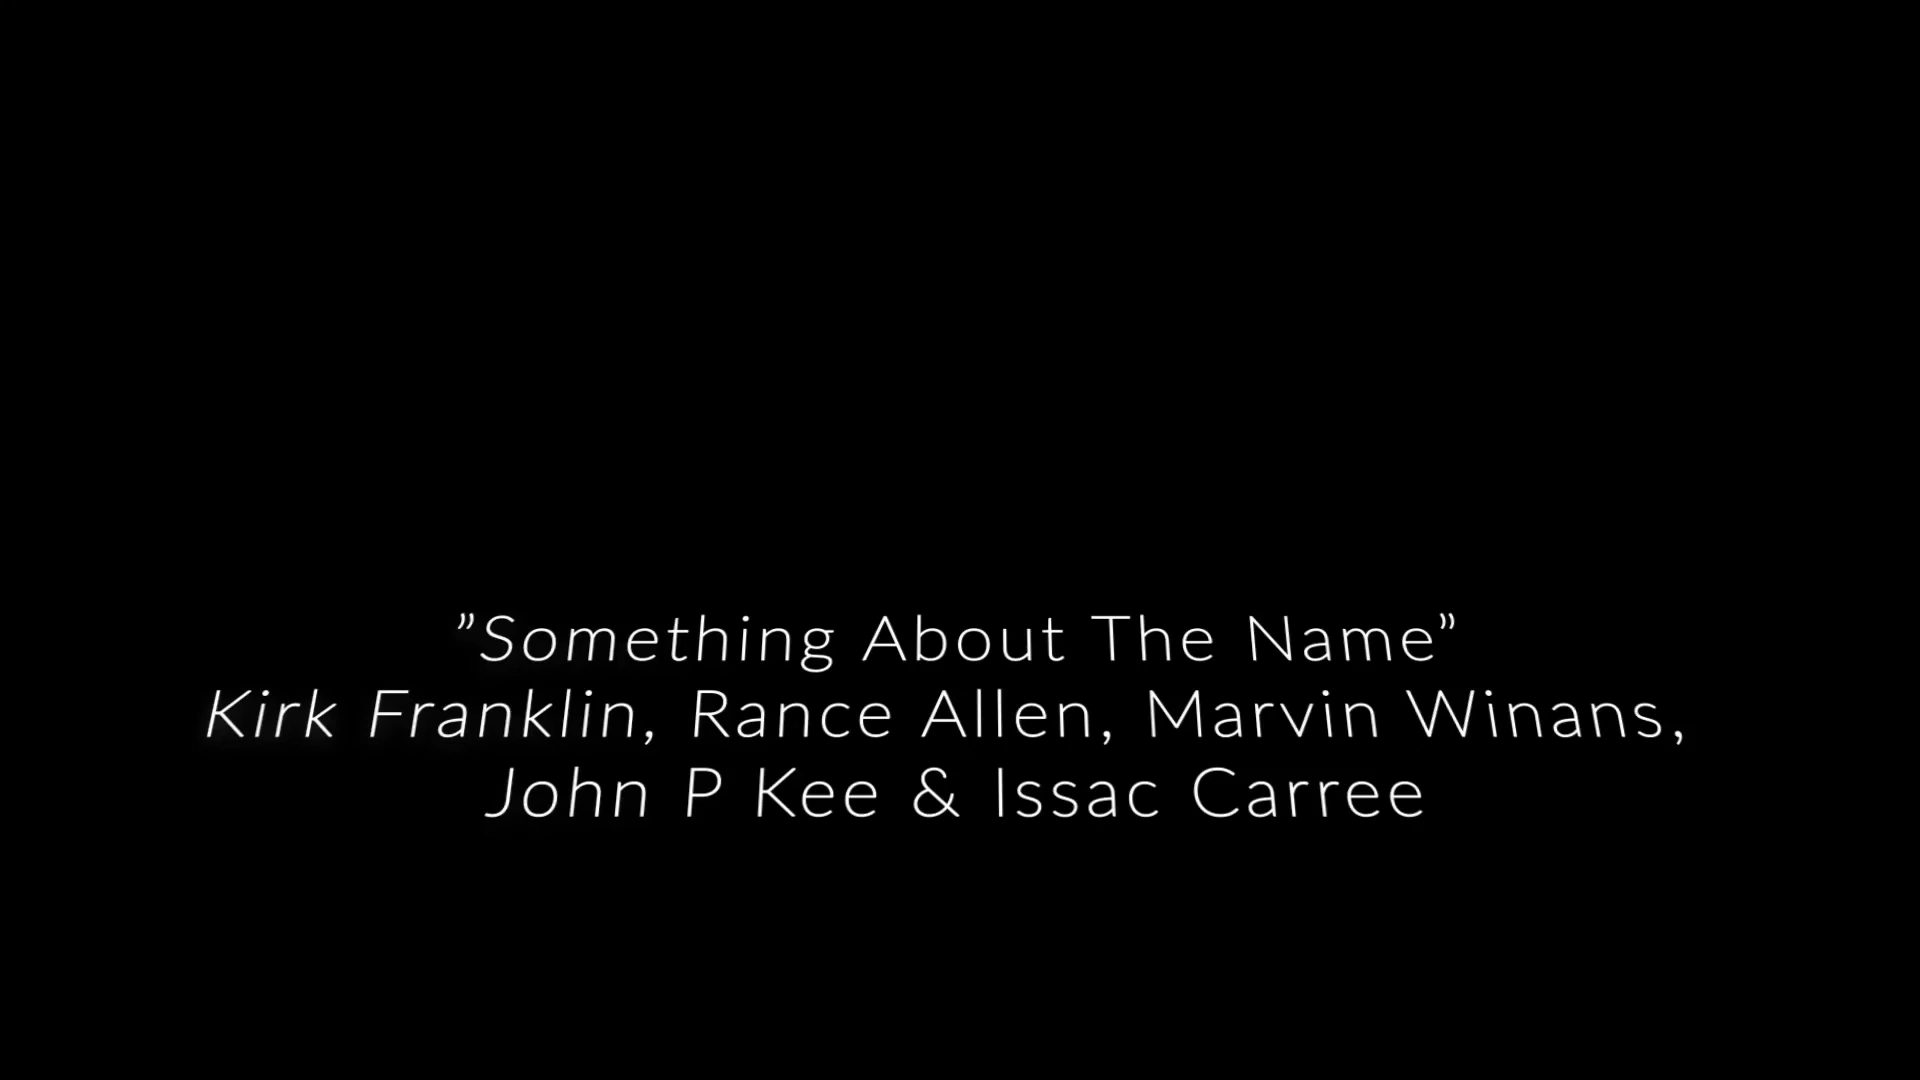 ”Something About The Name”
Kirk Franklin, Rance Allen, Marvin Winans,
John P Kee & Issac Carree